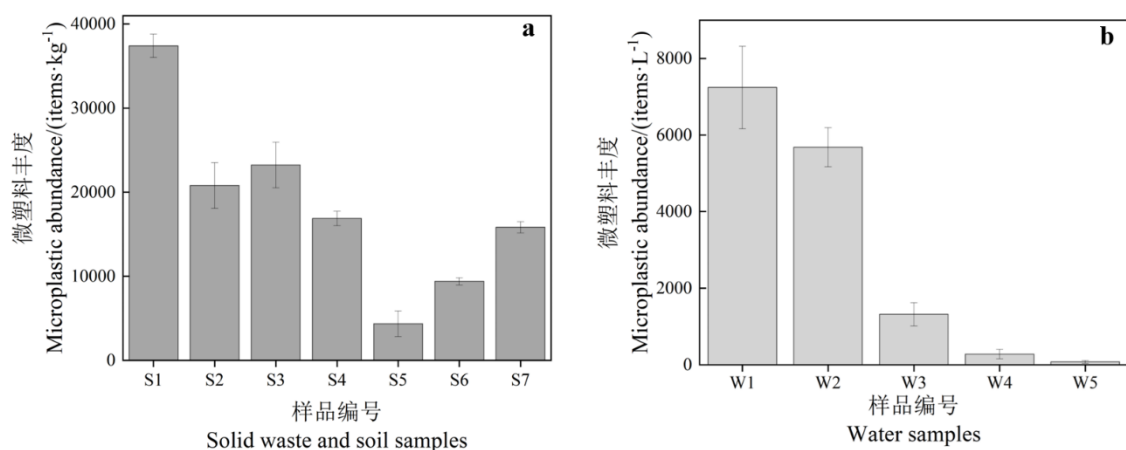 a
40000
30000
20000
10000
0
微塑料丰度
Microplastic abundance/(items·kg⁻¹)
S1 S2 S3 S4 S5 S6 S7
样品编号
Solid waste and soil samples
b
8000
6000
4000
2000
0
微塑料丰度
Microplastic abundance/(items·L⁻¹)
W1 W2 W3 W4 W5
样品编号
Water samples